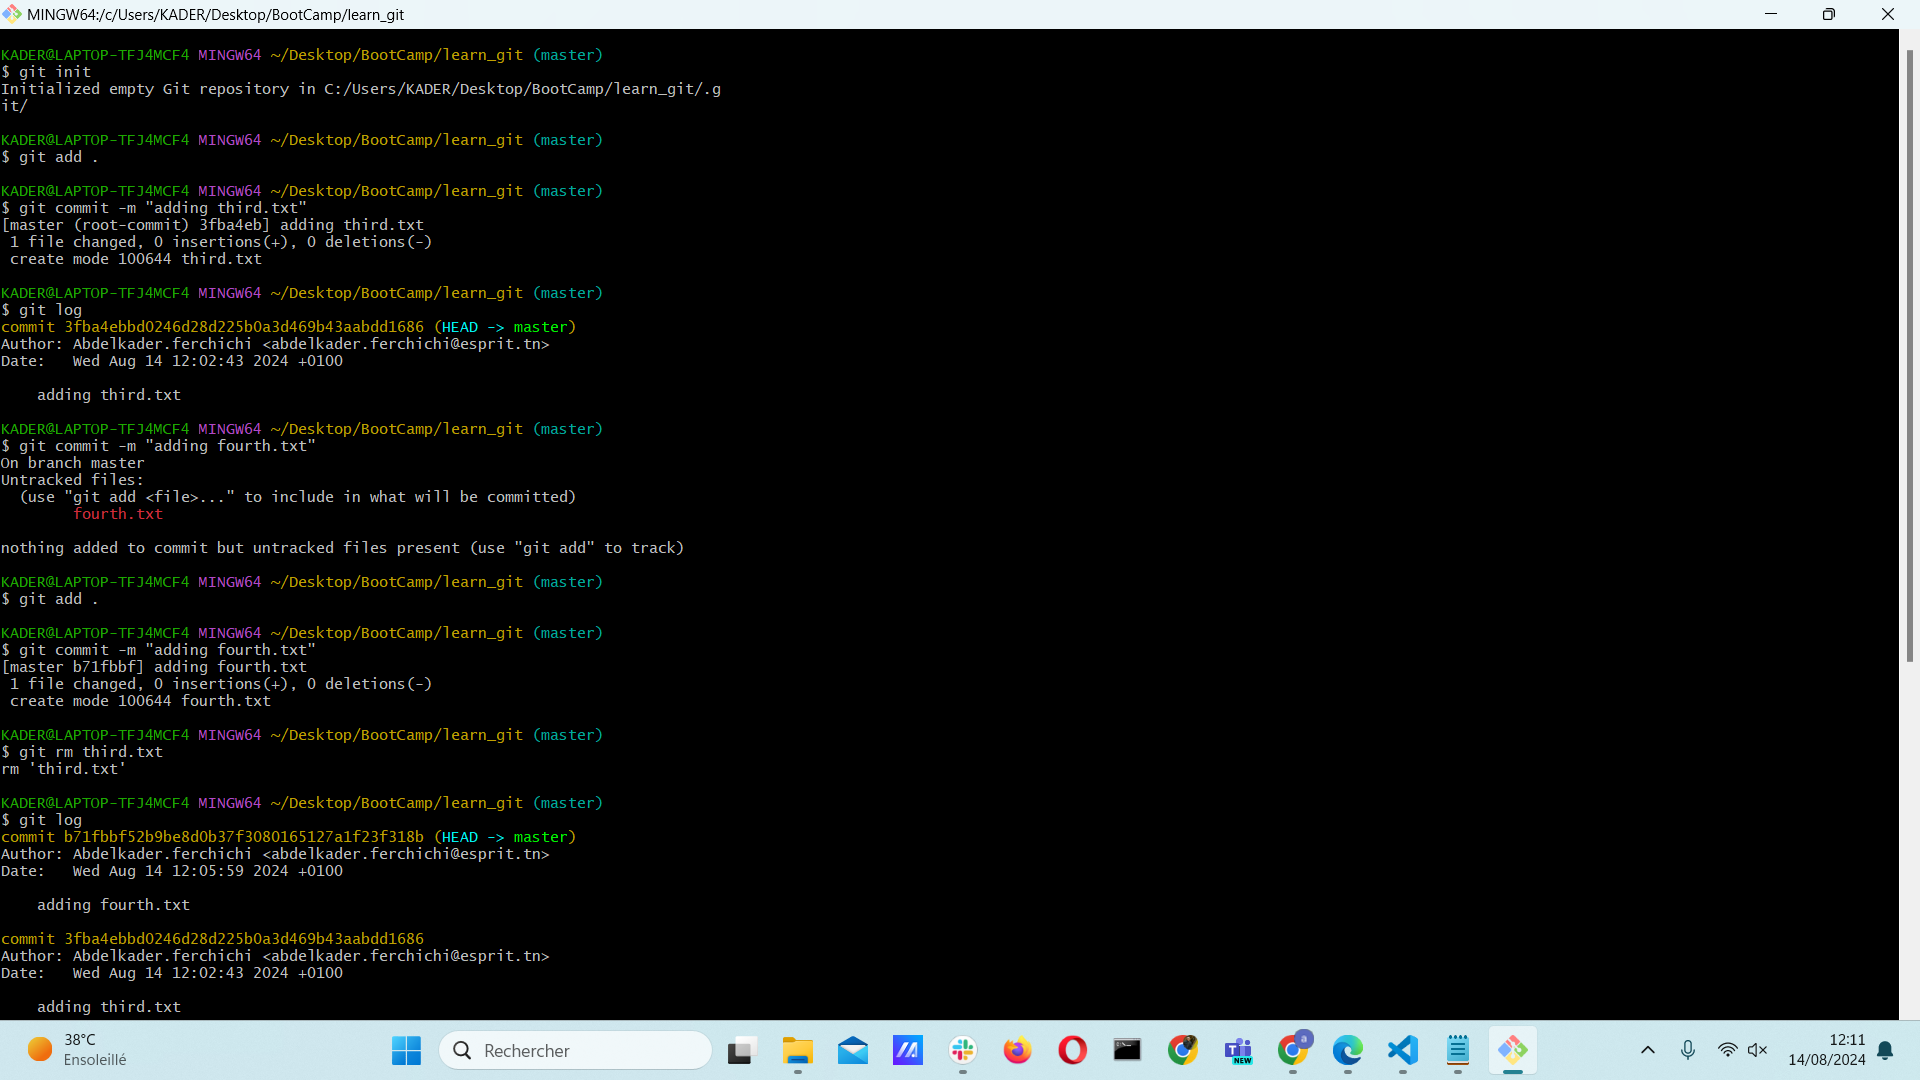 MINGW64:/c/Users/KADER/Desktop/BootCamp/learn_git
KADER@LAPTOP-TFJ4MCF4 MINGW64 ~/Desktop/BootCamp/learn_git (master)
$ git init
Initialized empty Git repository in C:/Users/KADER/Desktop/BootCamp/learn_git/.g
it/
KADER@LAPTOP-TFJ4MCF4 MINGW64 ~/Desktop/BootCamp/learn_git (master)
$ git add .
KADER@LAPTOP-TFJ4MCF4 MINGW64 ~/Desktop/BootCamp/learn_git (master)
$ git commit -m "adding third.txt"
[master (root-commit) 3fba4eb] adding third.txt
 1 file changed, 0 insertions(+), 0 deletions(-)
 create mode 100644 third.txt
KADER@LAPTOP-TFJ4MCF4 MINGW64 ~/Desktop/BootCamp/learn_git (master)
$ git log
commit 3fba4ebbd0246d28d225b0a3d469b43aabdd1686 (HEAD -> master)
Author: Abdelkader.ferchichi <abdelkader.ferchichi@esprit.tn>
Date:   Wed Aug 14 12:02:43 2024 +0100
    adding third.txt
KADER@LAPTOP-TFJ4MCF4 MINGW64 ~/Desktop/BootCamp/learn_git (master)
$ git commit -m "adding fourth.txt"
On branch master
Untracked files:
  (use "git add <file>..." to include in what will be committed)
        fourth.txt
nothing added to commit but untracked files present (use "git add" to track)
KADER@LAPTOP-TFJ4MCF4 MINGW64 ~/Desktop/BootCamp/learn_git (master)
$ git add .
KADER@LAPTOP-TFJ4MCF4 MINGW64 ~/Desktop/BootCamp/learn_git (master)
$ git commit -m "adding fourth.txt"
[master b71fbbf] adding fourth.txt
 1 file changed, 0 insertions(+), 0 deletions(-)
 create mode 100644 fourth.txt
KADER@LAPTOP-TFJ4MCF4 MINGW64 ~/Desktop/BootCamp/learn_git (master)
$ git rm third.txt
rm 'third.txt'
KADER@LAPTOP-TFJ4MCF4 MINGW64 ~/Desktop/BootCamp/learn_git (master)
$ git log
commit b71fbbf52b9be8d0b37f3080165127a1f23f318b (HEAD -> master)
Author: Abdelkader.ferchichi <abdelkader.ferchichi@esprit.tn>
Date:   Wed Aug 14 12:05:59 2024 +0100
    adding fourth.txt
commit 3fba4ebbd0246d28d225b0a3d469b43aabdd1686
Author: Abdelkader.ferchichi <abdelkader.ferchichi@esprit.tn>
Date:   Wed Aug 14 12:02:43 2024 +0100
    adding third.txt
38°C
Ensoleillé
Rechercher
NEW
a
12:11
14/08/2024